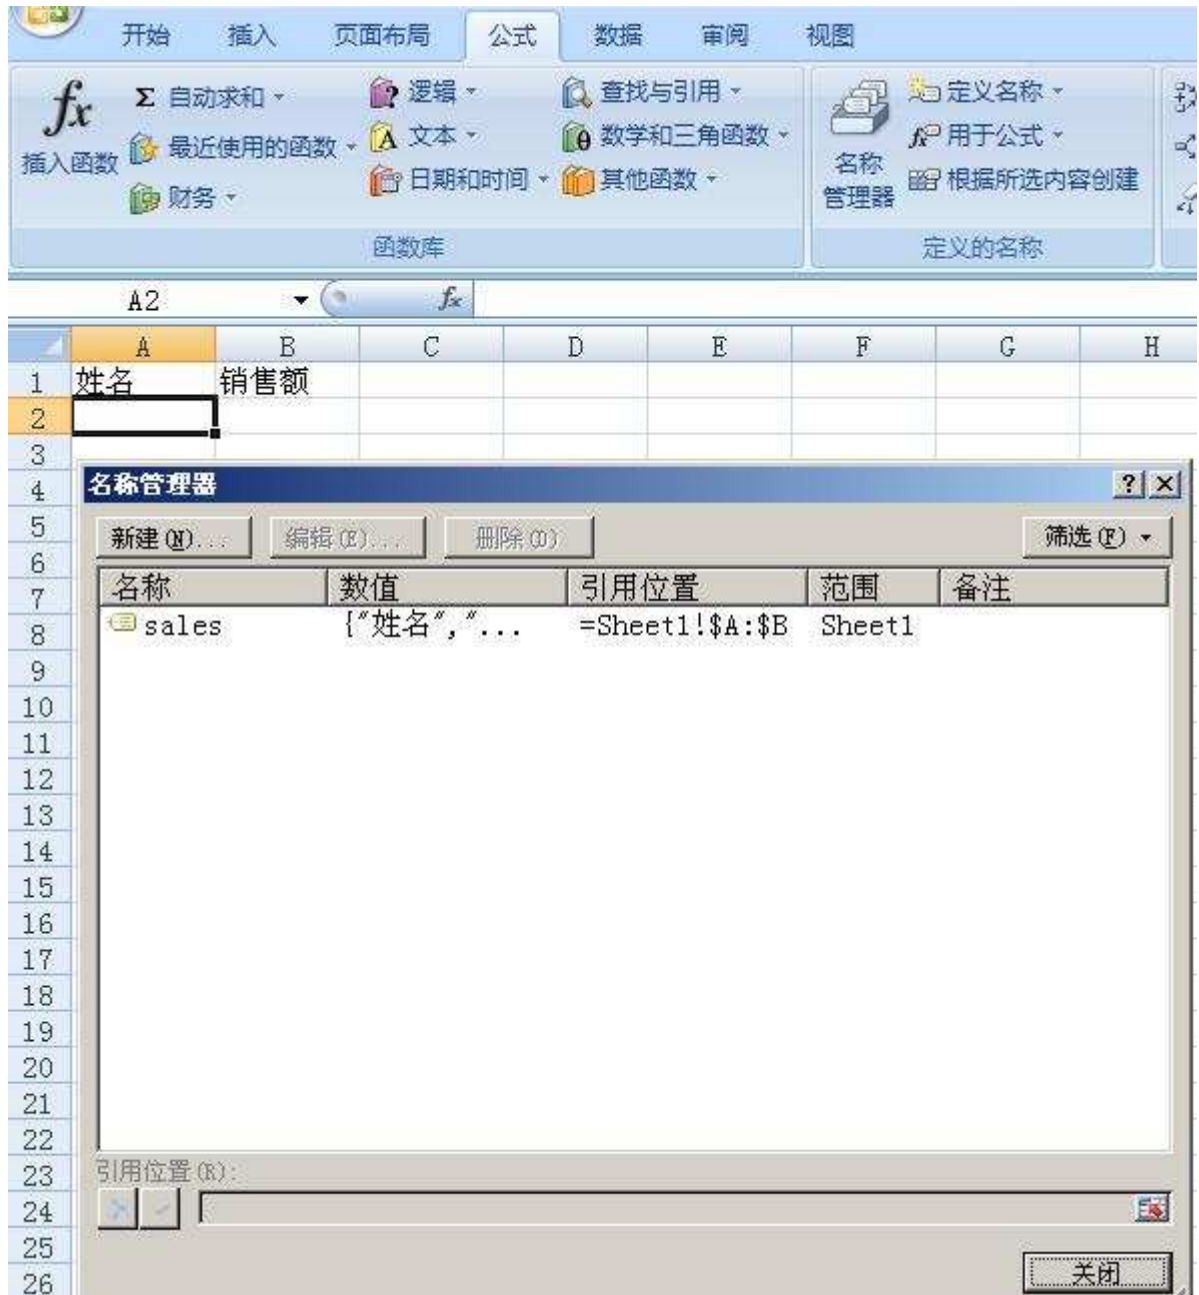 开始 插入 页面布局 公式 数据 审阅 视图
fx Σ 自动求和 逻辑 查找与引用 定义名称
最近使用的函数 A 文本 θ 数学和三角函数 用于公式
插入函数 财务 日期和时间 其他函数 名称管理器 根据所选内容创建
函数库 定义的名称
A2 fx
A B C D E F G H
1 姓名 销售额
2
3
4 名称管理器 ? ×
5 新建(N)... 编辑(E)... 删除(D) 筛选(F)
6
7 名称 数值 引用位置 范围 备注
8 sales {"姓名","... =Sheet1!$A:$B Sheet1
9
10
11
12
13
14
15
16
17
18
19
20
21
22
23 引用位置(R):
24
25
26 关闭